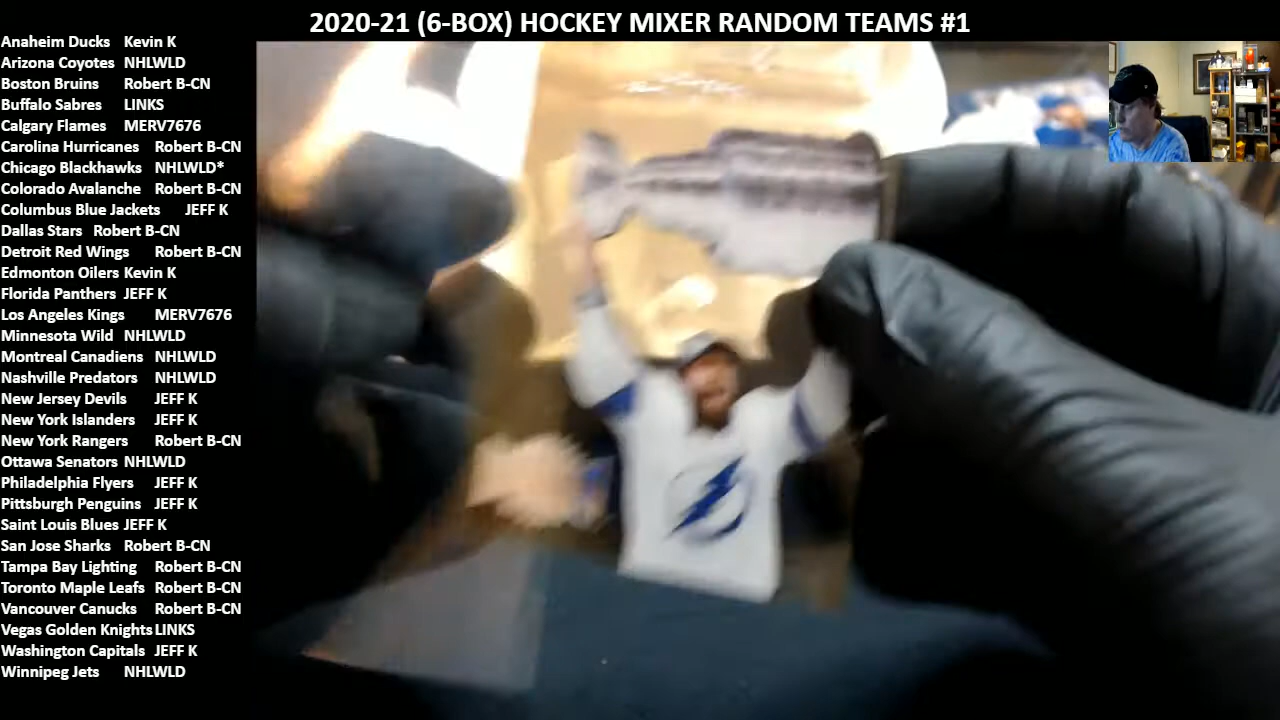 2020-21 (6-BOX) HOCKEY MIXER RANDOM TEAMS #1
Anaheim Ducks Kevin K
Arizona Coyotes NHLWLD
Boston Bruins Robert B-CN
Buffalo Sabres LINKS
Calgary Flames MERV7676
Carolina Hurricanes Robert B-CN
Chicago Blackhawks NHLWLD*
Colorado Avalanche Robert B-CN
Columbus Blue Jackets JEFF K
Dallas Stars Robert B-CN
Detroit Red Wings Robert B-CN
Edmonton Oilers Kevin K
Florida Panthers JEFF K
Los Angeles Kings MERV7676
Minnesota Wild NHLWLD
Montreal Canadiens NHLWLD
Nashville Predators NHLWLD
New Jersey Devils JEFF K
New York Islanders JEFF K
New York Rangers Robert B-CN
Ottawa Senators NHLWLD
Philadelphia Flyers JEFF K
Pittsburgh Penguins JEFF K
Saint Louis Blues JEFF K
San Jose Sharks Robert B-CN
Tampa Bay Lighting Robert B-CN
Toronto Maple Leafs Robert B-CN
Vancouver Canucks Robert B-CN
Vegas Golden Knights LINKS
Washington Capitals JEFF K
Winnipeg Jets NHLWLD